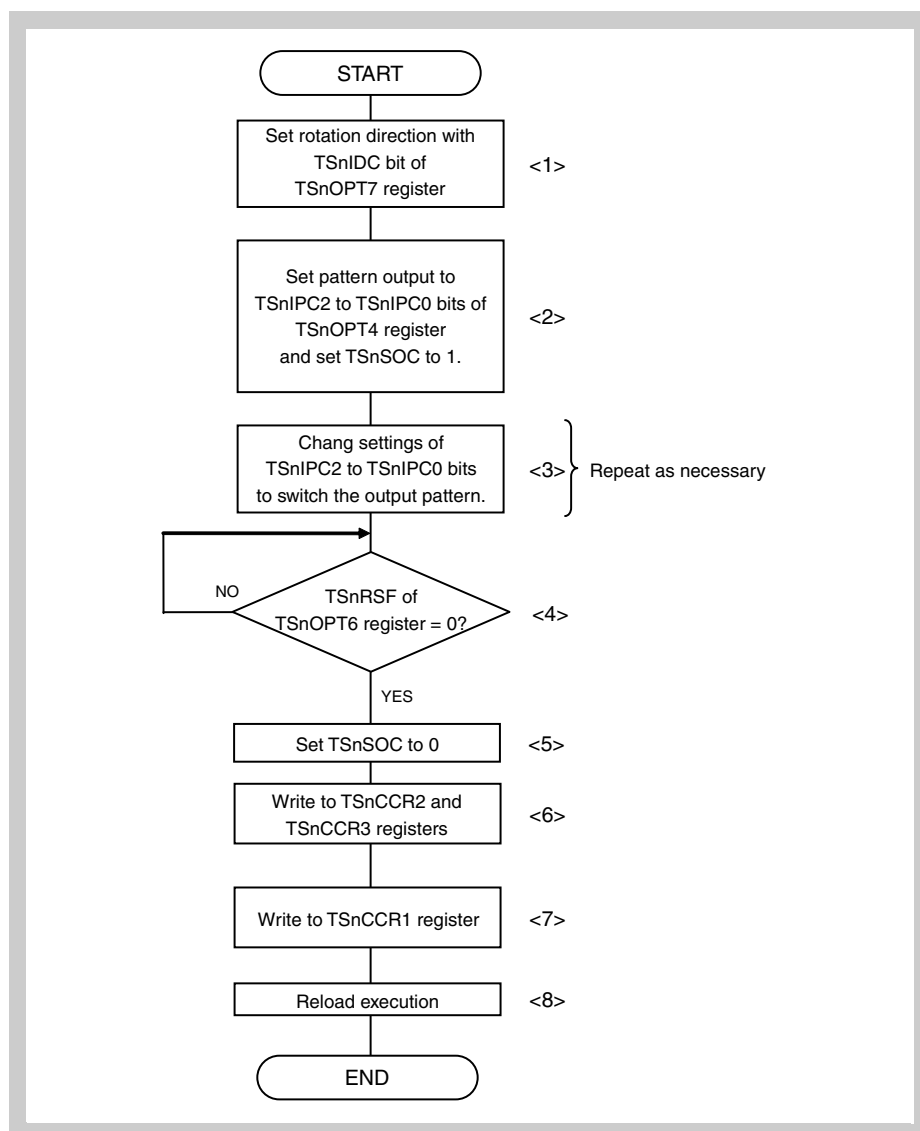 START
Set rotation direction with
TSnIDC bit of
TSnOPT7 register
<1>
Set pattern output to
TSnIPC2 to TSnIPC0 bits of
TSnOPT4 register
and set TSnSOC to 1.
<2>
Chang settings of
TSnIPC2 to TSnIPC0 bits
to switch the output pattern.
<3>
Repeat as necessary
NO
TSnRSF of
TSnOPT6 register = 0?
<4>
YES
Set TSnSOC to 0
<5>
Write to TSnCCR2 and
TSnCCR3 registers
<6>
Write to TSnCCR1 register
<7>
Reload execution
<8>
END